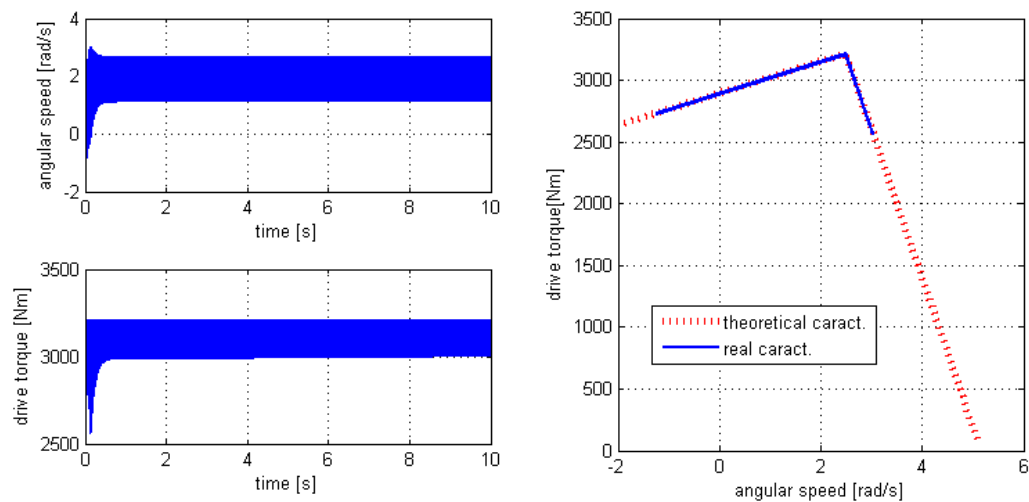 4
2
0
-2
angular speed [rad/s]
0 2 4 6 8 10
time [s]
3500
3000
2500
drive torque [Nm]
0 2 4 6 8 10
time [s]
3500
3000
2500
2000
1500
1000
500
0
drive torque[Nm]
theoretical caract.
real caract.
-2 0 2 4 6
angular speed [rad/s]